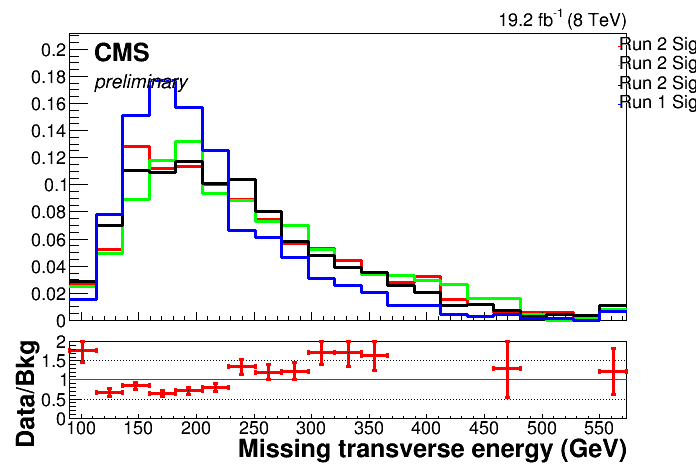 19.2 fb-1 (8 TeV)
CMS
preliminary
Run 2 Sig
Run 2 Sig
Run 2 Sig
Run 1 Sig
0.2
0.18
0.16
0.14
0.12
0.1
0.08
0.06
0.04
0.02
0
2
1.5
1
0.5
0
Data/Bkg
100 150 200 250 300 350 400 450 500 550
Missing transverse energy (GeV)